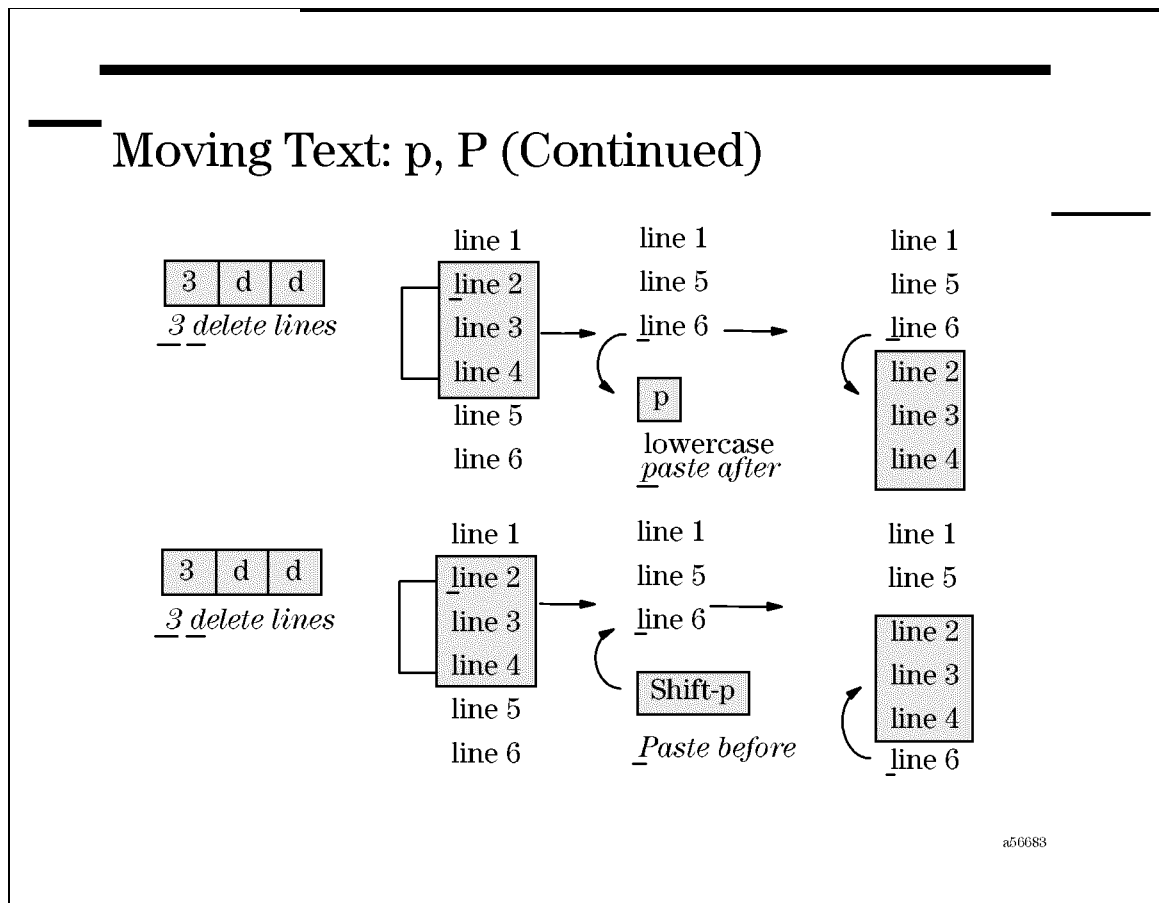 Moving Text: p, P (Continued)
3 d d
3 delete lines
line 1
line 2
line 3
line 4
line 5
line 6
line 1
line 5
line 6
p
lowercase
paste after
line 1
line 5
line 6
line 2
line 3
line 4
3 d d
3 delete lines
line 1
line 2
line 3
line 4
line 5
line 6
line 1
line 5
line 6
Shift-p
Paste before
line 1
line 5
line 2
line 3
line 4
line 6
a56683